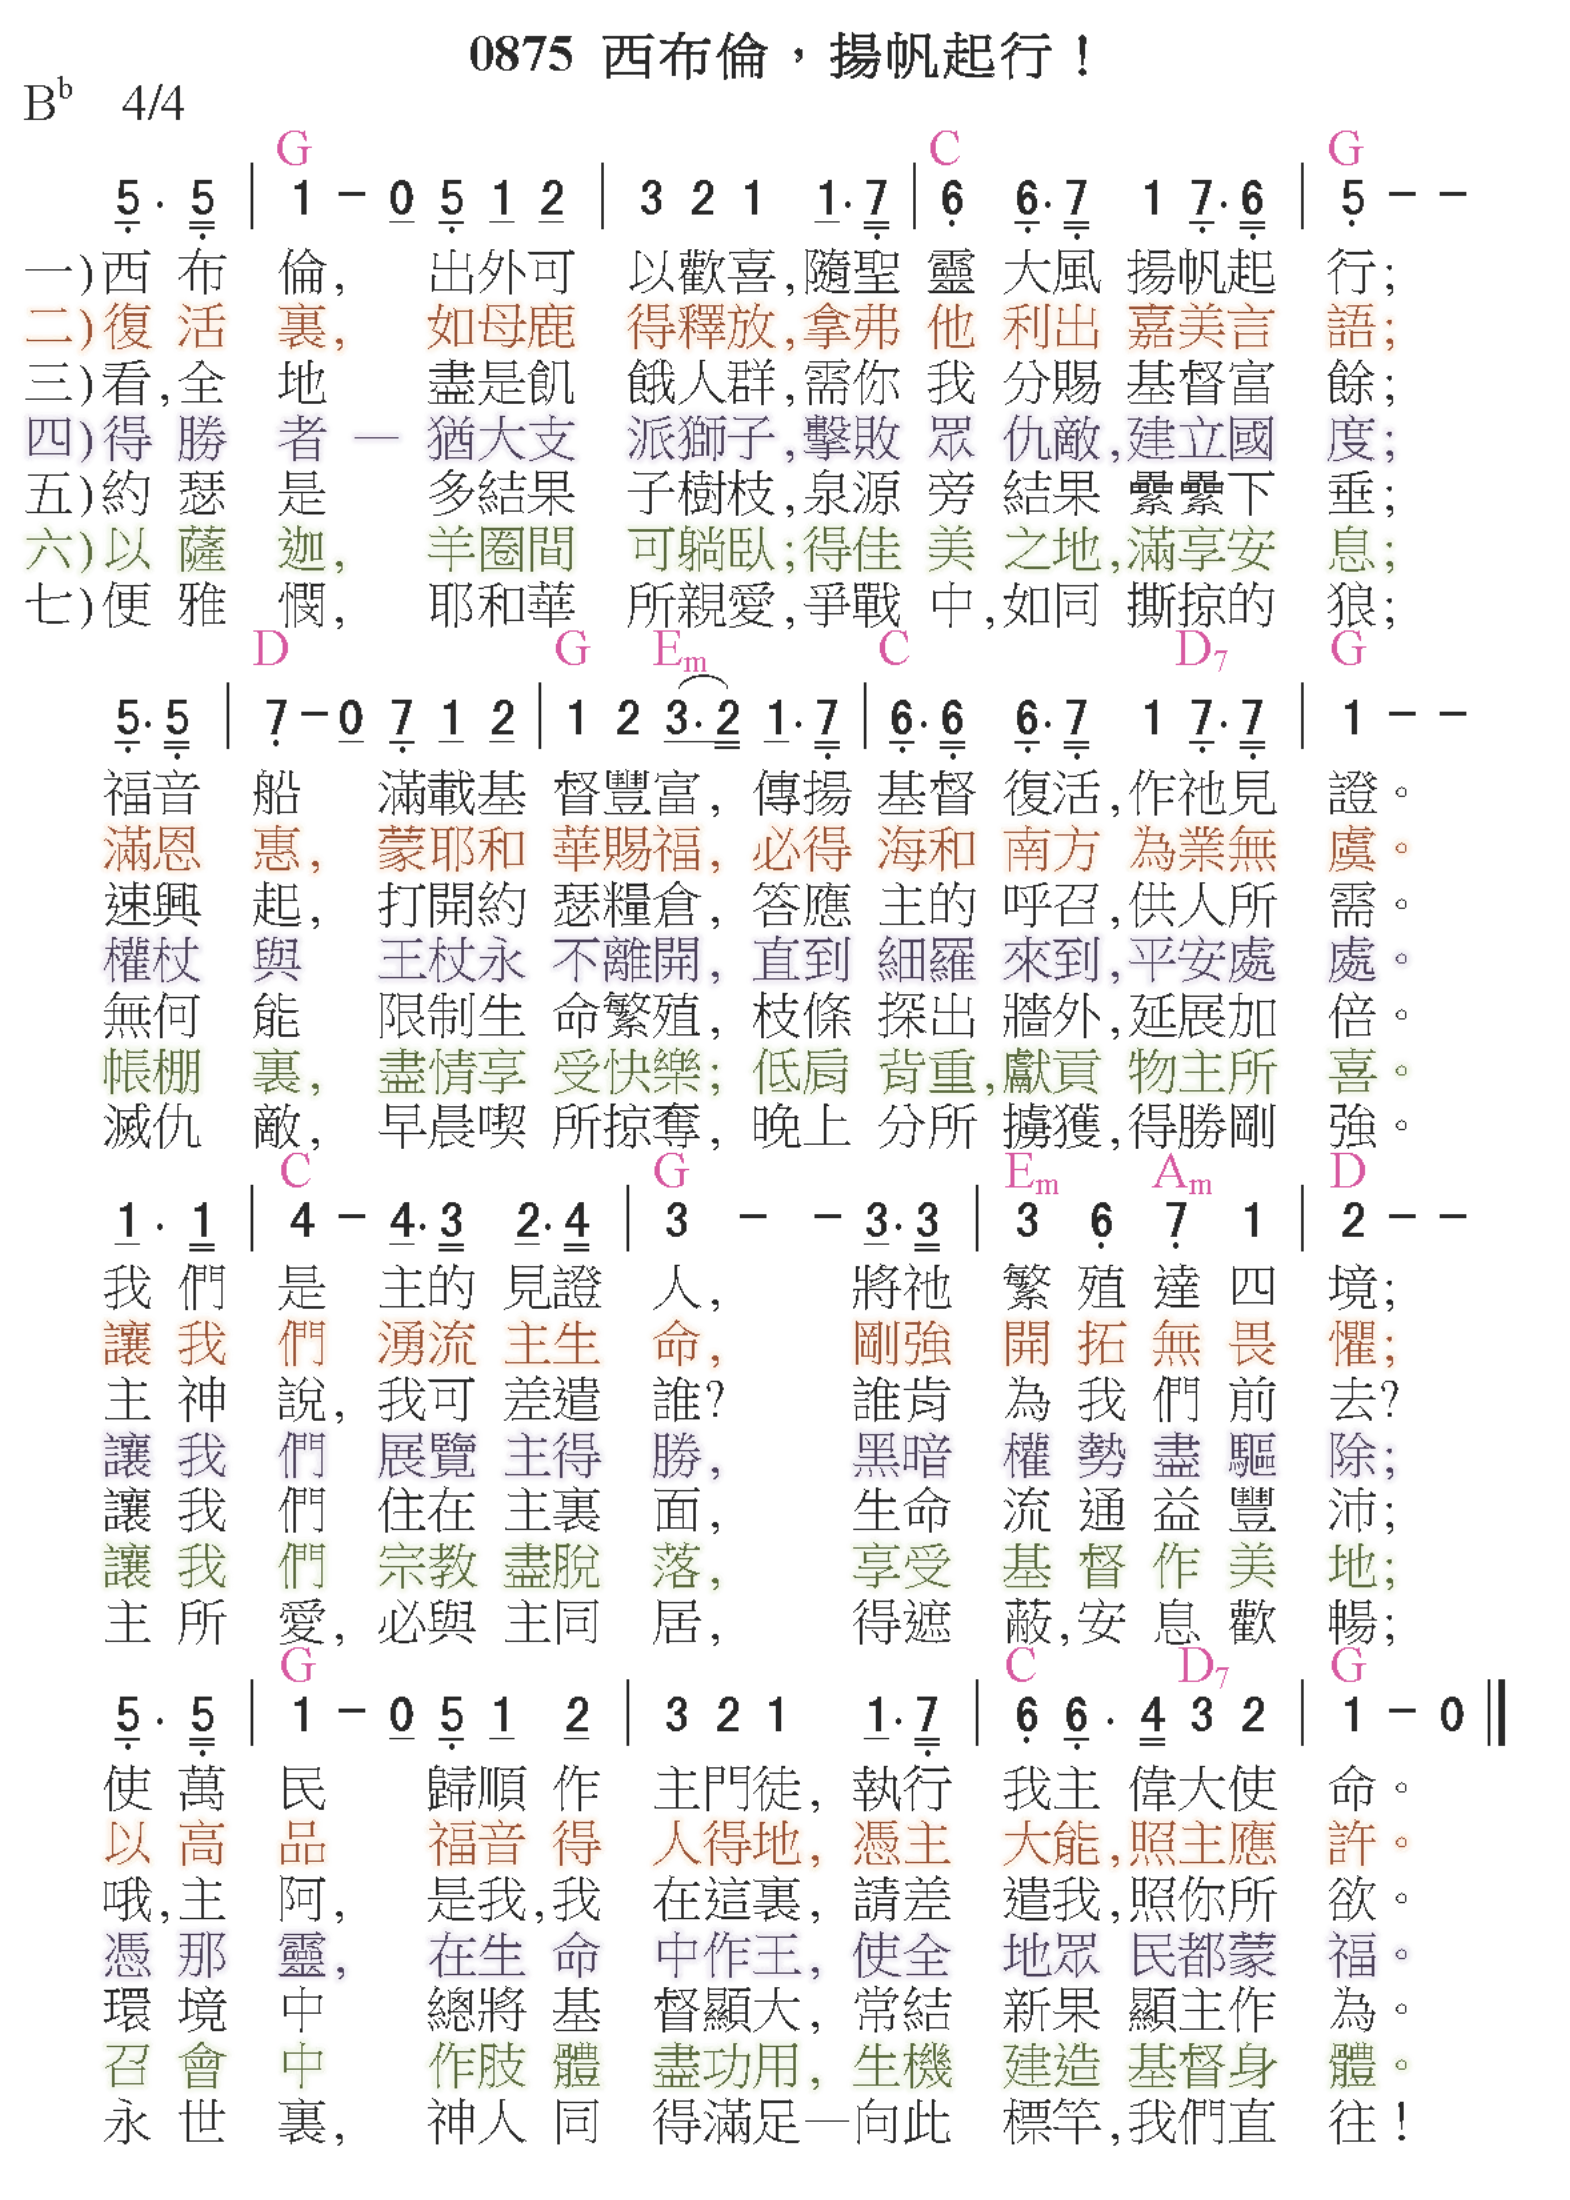 0875 西布倫，揚帆起行！
B♭ 4/4
G C G
5. 5 | 1 - 0 5 1 2 | 3 2 1 1. 7 | 6 6. 7 1 7. 6 | 5 - -
一)西布倫, 出外可以歡喜,隨聖靈大風揚帆起行;
二)復活裏, 如母鹿得釋放,拿弗他利出嘉美言語;
三)看,全地盡是飢餓人群,需你我分賜基督富餘;
四)得勝者—猶大支派獅子,擊敗眾仇敵,建立國度;
五)約瑟是多結果子樹枝,泉源旁結果纍纍下垂;
六)以薩迦, 羊圈間可躺臥;得佳美之地,滿享安息;
七)便雅憫, 耶和華所親愛,爭戰中,如同撕掠的狼;
D G Em C D7 G
5. 5 | 7 - 0 7 1 2 | 1 2 3. 2 1. 7 | 6. 6 6. 7 1 7. 7 | 1 - -
福音船滿載基督豐富, 傳揚基督復活,作祂見證。
滿恩惠, 蒙耶和華賜福, 必得海和南方為業無虞。
速興起, 打開約瑟糧倉, 答應主的呼召,供人所需。
權杖與王杖永不離開, 直到細羅來到,平安處處。
無何能限制生命繁殖, 枝條探出牆外,延展加倍。
帳棚裏, 盡情享受快樂; 低肩背重,獻貢物主所喜。
滅仇敵, 早晨喫所掠奪, 晚上分所擄獲,得勝剛強。
C G Em Am D
1. 1 | 4 - 4. 3 2. 4 | 3 - - 3. 3 | 3 6 7 1 | 2 - -
我們是主的見證人, 將祂繁殖達四境;
讓我們湧流主生命, 剛強開拓無畏懼;
主神說, 我可差遣誰? 誰肯為我們前去?
讓我們展覽主得勝, 黑暗權勢盡驅除;
讓我們住在主裏面, 生命流通益豐沛;
讓我們宗教盡脫落, 享受基督作美地;
主所愛, 必與主同居, 得遮蔽,安息歡暢;
G C D7 G
5. 5 | 1 - 0 5 1 2 | 3 2 1 1. 7 | 6 6. 4 3 2 | 1 - 0 ‖
使萬民歸順作主門徒, 執行我主偉大使命。
以高品福音得人得地, 憑主大能,照主應許。
哦,主阿, 是我,我在這裏, 請差遣我,照你所欲。
憑那靈, 在生命中作王, 使全地眾民都蒙福。
環境中總將基督顯大, 常結新果顯主作為。
召會中作肢體盡功用, 生機建造基督身體。
永世裏, 神人同得滿足—向此標竿,我們直往！